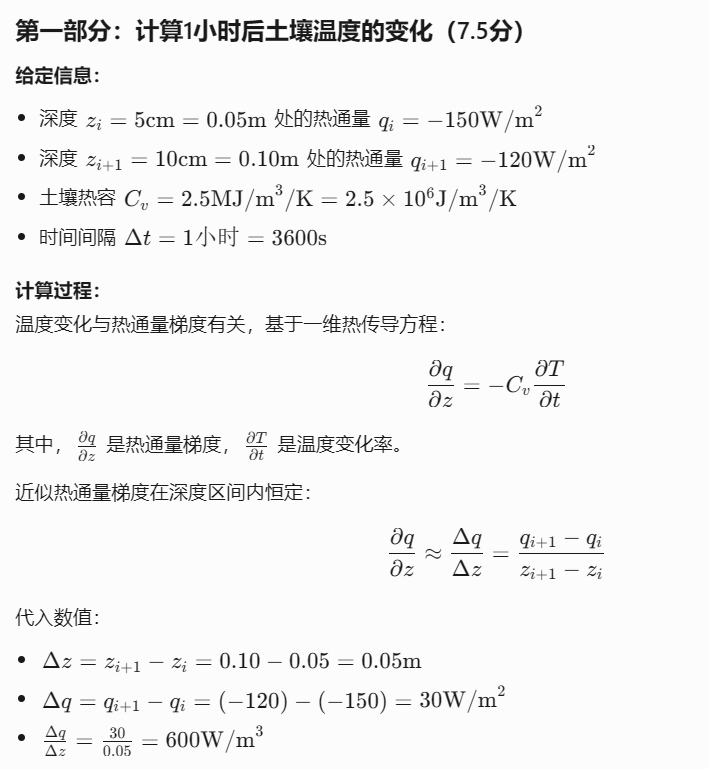 第一部分：计算1小时后土壤温度的变化（7.5分）
给定信息：
• 深度 $z_i = 5\text{cm} = 0.05\text{m}$ 处的热通量 $q_i = -150\text{W/m}^2$
• 深度 $z_{i+1} = 10\text{cm} = 0.10\text{m}$ 处的热通量 $q_{i+1} = -120\text{W/m}^2$
• 土壤热容 $C_v = 2.5\text{MJ/m}^3\text{/K} = 2.5 \times 10^6\text{J/m}^3\text{/K}$
• 时间间隔 $\Delta t = 1小时 = 3600\text{s}$
计算过程：
温度变化与热通量梯度有关，基于一维热传导方程：
$\frac{\partial q}{\partial z} = -C_v \frac{\partial T}{\partial t}$
其中，$\frac{\partial q}{\partial z}$ 是热通量梯度，$\frac{\partial T}{\partial t}$ 是温度变化率。
近似热通量梯度在深度区间内恒定：
$\frac{\partial q}{\partial z} \approx \frac{\Delta q}{\Delta z} = \frac{q_{i+1} - q_i}{z_{i+1} - z_i}$
代入数值：
• $\Delta z = z_{i+1} - z_i = 0.10 - 0.05 = 0.05\text{m}$
• $\Delta q = q_{i+1} - q_i = (-120) - (-150) = 30\text{W/m}^2$
• $\frac{\Delta q}{\Delta z} = \frac{30}{0.05} = 600\text{W/m}^3$